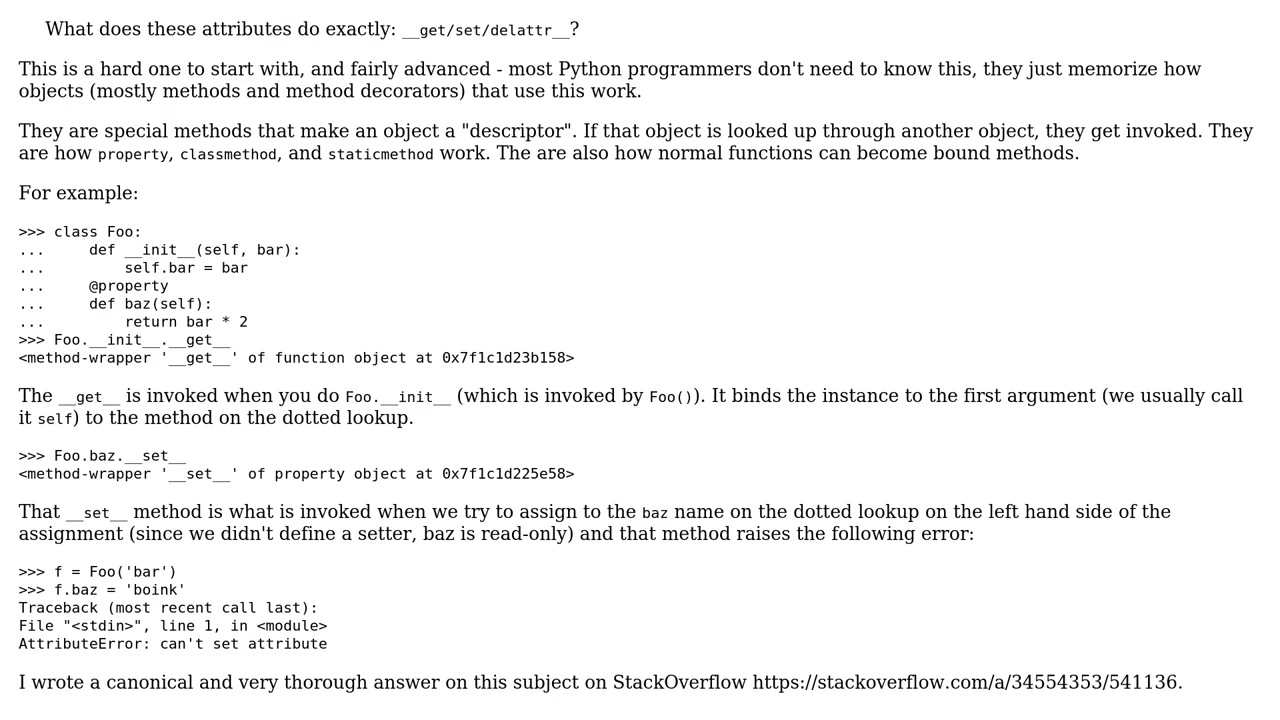 What does these attributes do exactly: __get/set/delattr__?
This is a hard one to start with, and fairly advanced - most Python programmers don't need to know this, they just memorize how
objects (mostly methods and method decorators) that use this work.
They are special methods that make an object a "descriptor". If that object is looked up through another object, they get invoked. They
are how property, classmethod, and staticmethod work. The are also how normal functions can become bound methods.
For example:
>>> class Foo:
...     def __init__(self, bar):
...         self.bar = bar
...     @property
...     def baz(self):
...         return bar * 2
>>> Foo.__init__.__get__
<method-wrapper '__get__' of function object at 0x7f1c1d23b158>
The __get__ is invoked when you do Foo.__init__ (which is invoked by Foo()). It binds the instance to the first argument (we usually call
it self) to the method on the dotted lookup.
>>> Foo.baz.__set__
<method-wrapper '__set__' of property object at 0x7f1c1d225e58>
That __set__ method is what is invoked when we try to assign to the baz name on the dotted lookup on the left hand side of the
assignment (since we didn't define a setter, baz is read-only) and that method raises the following error:
>>> f = Foo('bar')
>>> f.baz = 'boink'
Traceback (most recent call last):
File "<stdin>", line 1, in <module>
AttributeError: can't set attribute
I wrote a canonical and very thorough answer on this subject on StackOverflow https://stackoverflow.com/a/34554353/541136.